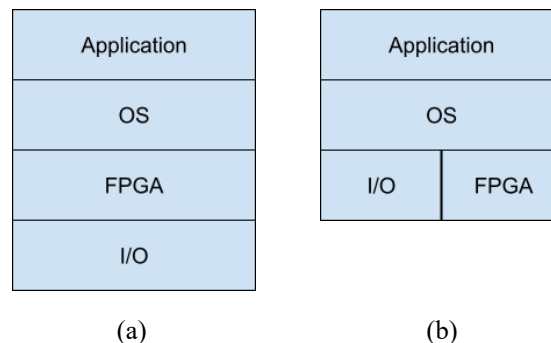 Application
OS
FPGA
I/O
(a)
Application
OS
I/O FPGA
(b)